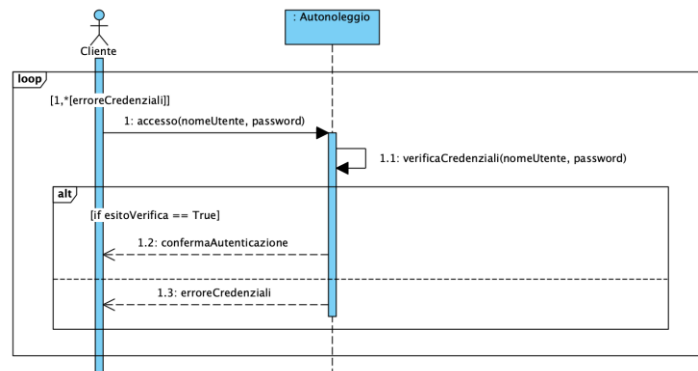 : Autonoleggio
Cliente
loop
[1,*[erroreCredenziali]]
1: accesso(nomeUtente, password)
1.1: verificaCredenziali(nomeUtente, password)
alt
[if esitoVerifica == True]
1.2: confermaAutenticazione
1.3: erroreCredenziali